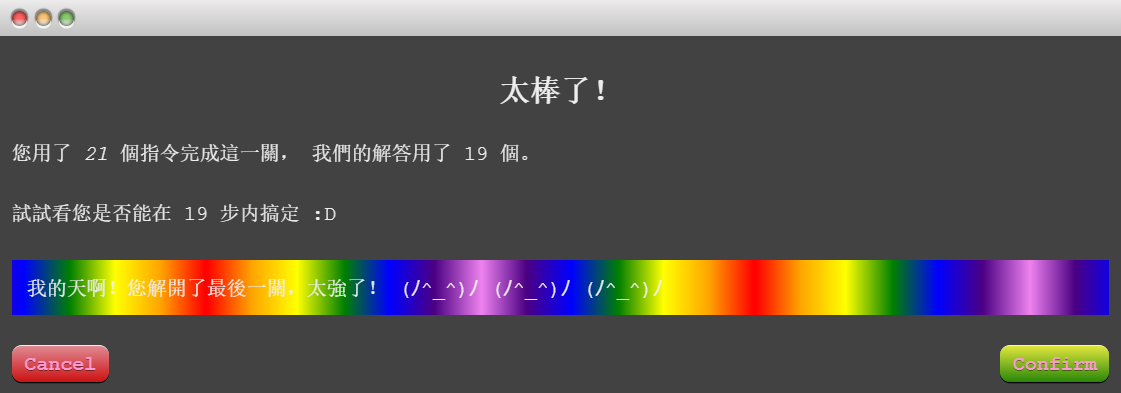 太棒了！
您用了 21 個指令完成這一關， 我們的解答用了 19 個。
試試看您是否能在 19 步内搞定 :D
我的天啊！您解開了最後一關，太強了！ (ﾉ^_^)ﾉ (ﾉ^_^)ﾉ (ﾉ^_^)ﾉ
Cancel
Confirm